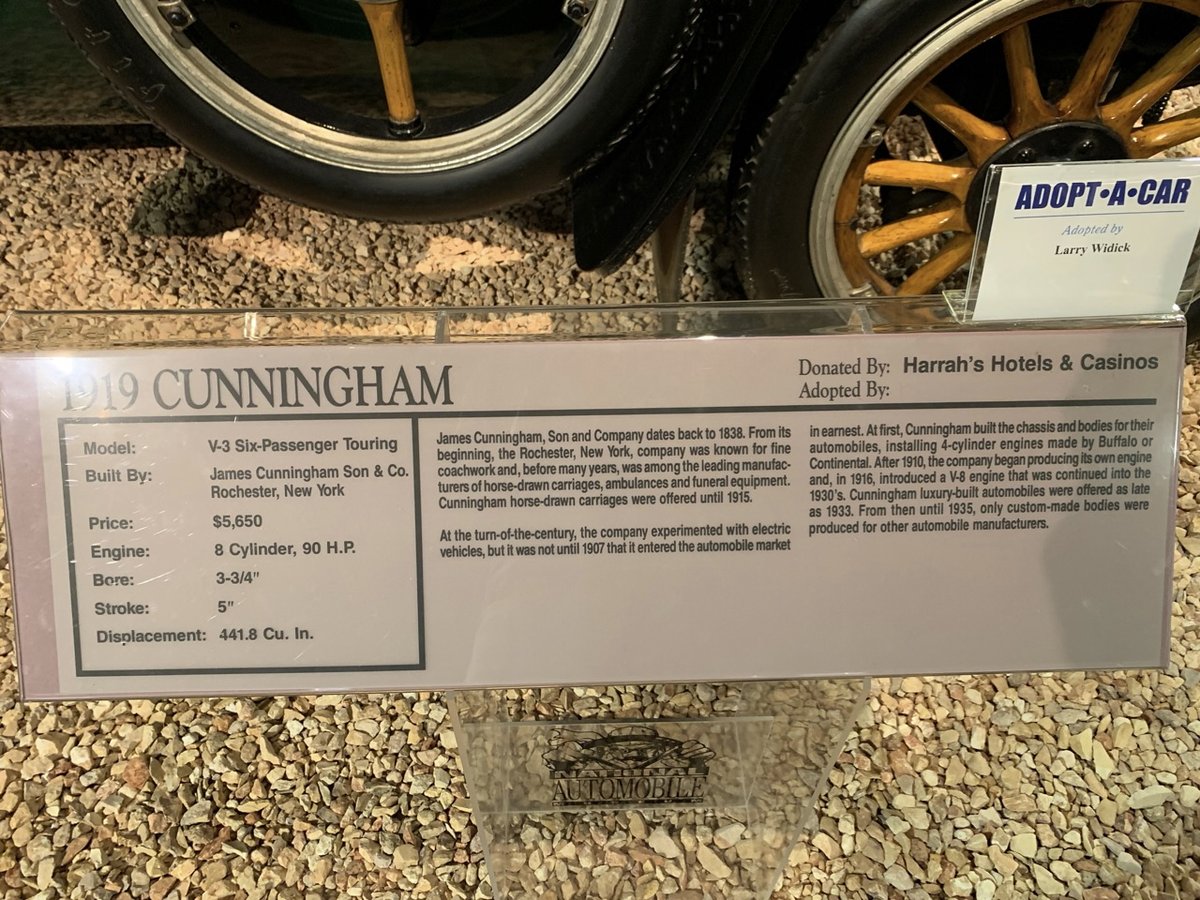 ADOPT•A•CAR
Adopted by
Larry Widick
1919 CUNNINGHAM
Donated By: Harrah's Hotels & Casinos
Adopted By:
Model: V-3 Six-Passenger Touring
Built By: James Cunningham Son & Co.
Rochester, New York
Price: $5,650
Engine: 8 Cylinder, 90 H.P.
Bore: 3-3/4"
Stroke: 5"
Displacement: 441.8 Cu. In.
James Cunningham, Son and Company dates back to 1838. From its
beginning, the Rochester, New York, company was known for fine
coachwork and, before many years, was among the leading manufac-
turers of horse-drawn carriages, ambulances and funeral equipment.
Cunningham horse-drawn carriages were offered until 1915.
At the turn-of-the-century, the company experimented with electric
vehicles, but it was not until 1907 that it entered the automobile market
in earnest. At first, Cunningham built the chassis and bodies for their
automobiles, installing 4-cylinder engines made by Buffalo or
Continental. After 1910, the company began producing its own engine
and, in 1916, introduced a V-8 engine that was continued into the
1930's. Cunningham luxury-built automobiles were offered as late
as 1933. From then until 1935, only custom-made bodies were
produced for other automobile manufacturers.
NATIONAL
AUTOMOBILE
MUSEUM